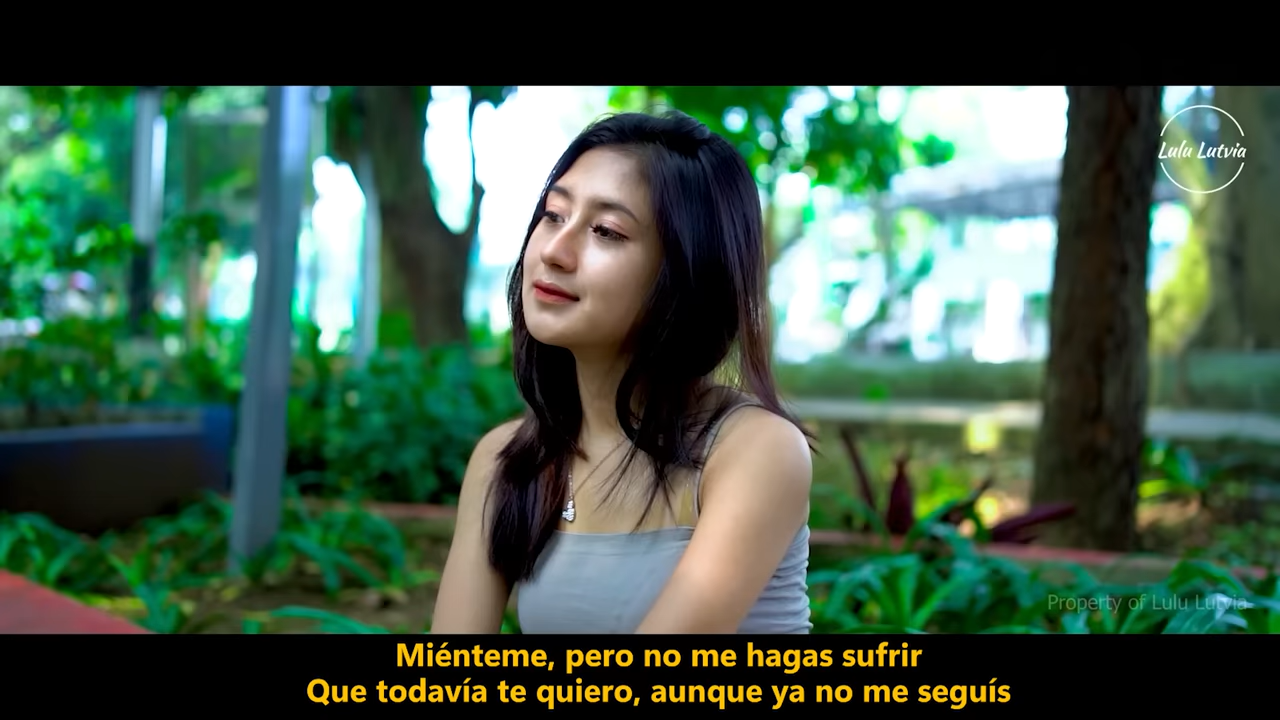 Lulu Lutvia
Property of Lulu Lutvia
Miénteme, pero no me hagas sufrir
Que todavía te quiero, aunque ya no me seguís